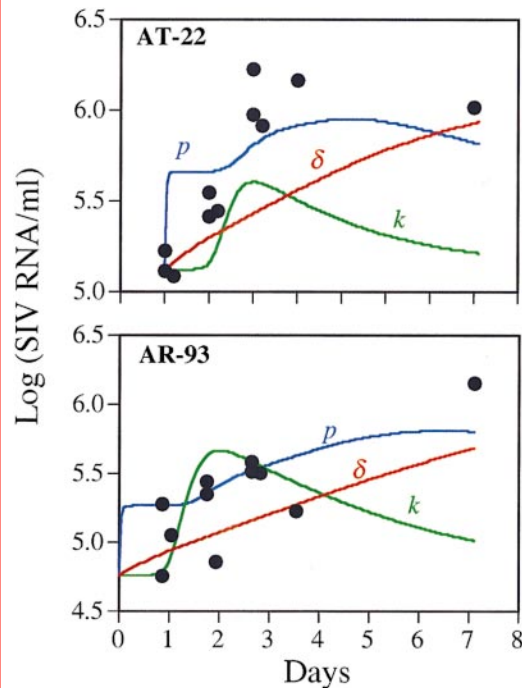 Log (SIV RNA/ml)
AT-22
6.5
6.0
5.5
5.0
p
δ
k
AR-93
6.5
6.0
5.5
5.0
4.5
p
δ
k
0 1 2 3 4 5 6 7 8
Days